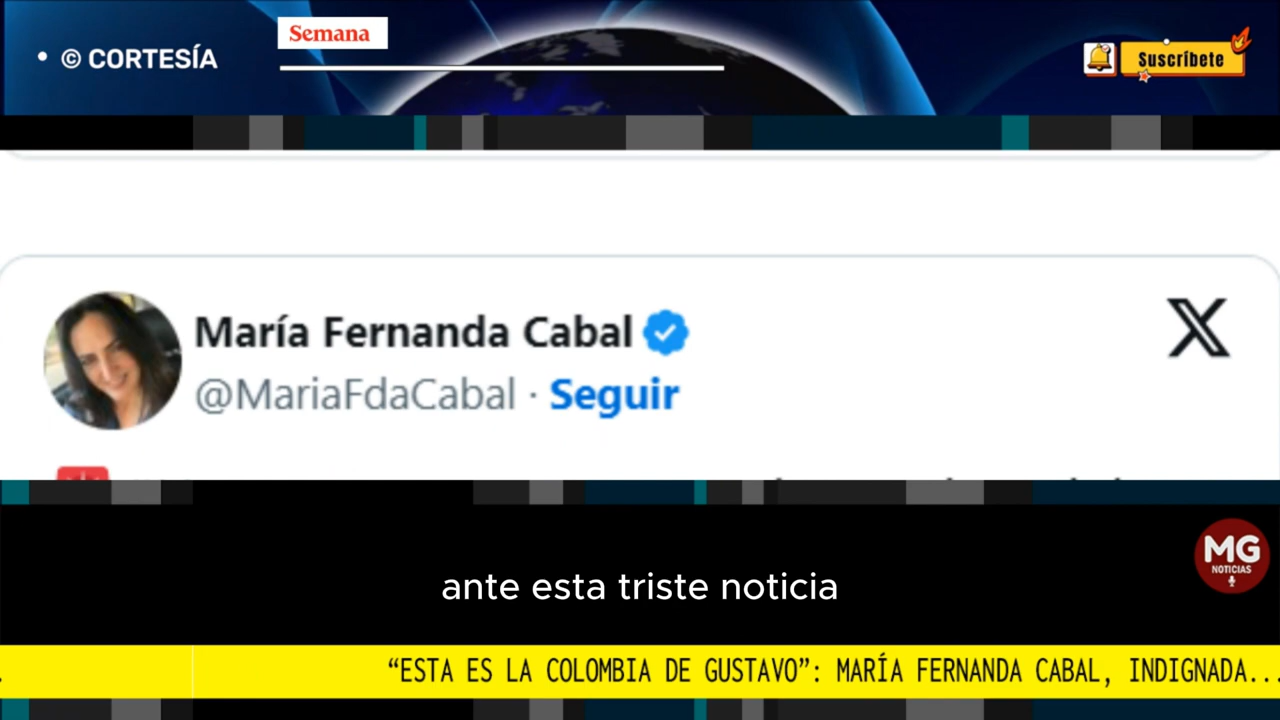 • © CORTESÍA
Semana
Suscríbete
María Fernanda Cabal
@MariaFdaCabal · Seguir
ante esta triste noticia
MG
NOTICIAS
“ESTA ES LA COLOMBIA DE GUSTAVO”: MARÍA FERNANDA CABAL, INDIGNADA...